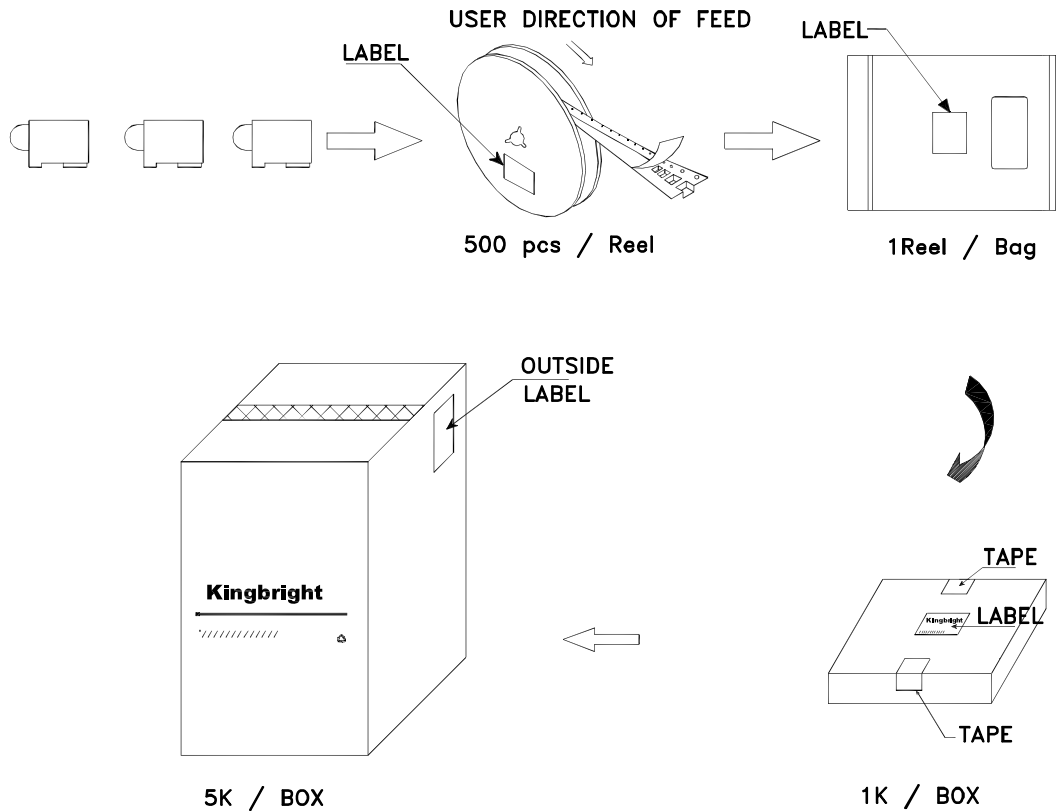 USER DIRECTION OF FEED
LABEL
LABEL
500 pcs / Reel
1Reel / Bag
OUTSIDE
LABEL
Kingbright
TAPE
Kingbright
LABEL
TAPE
5K / BOX
1K / BOX